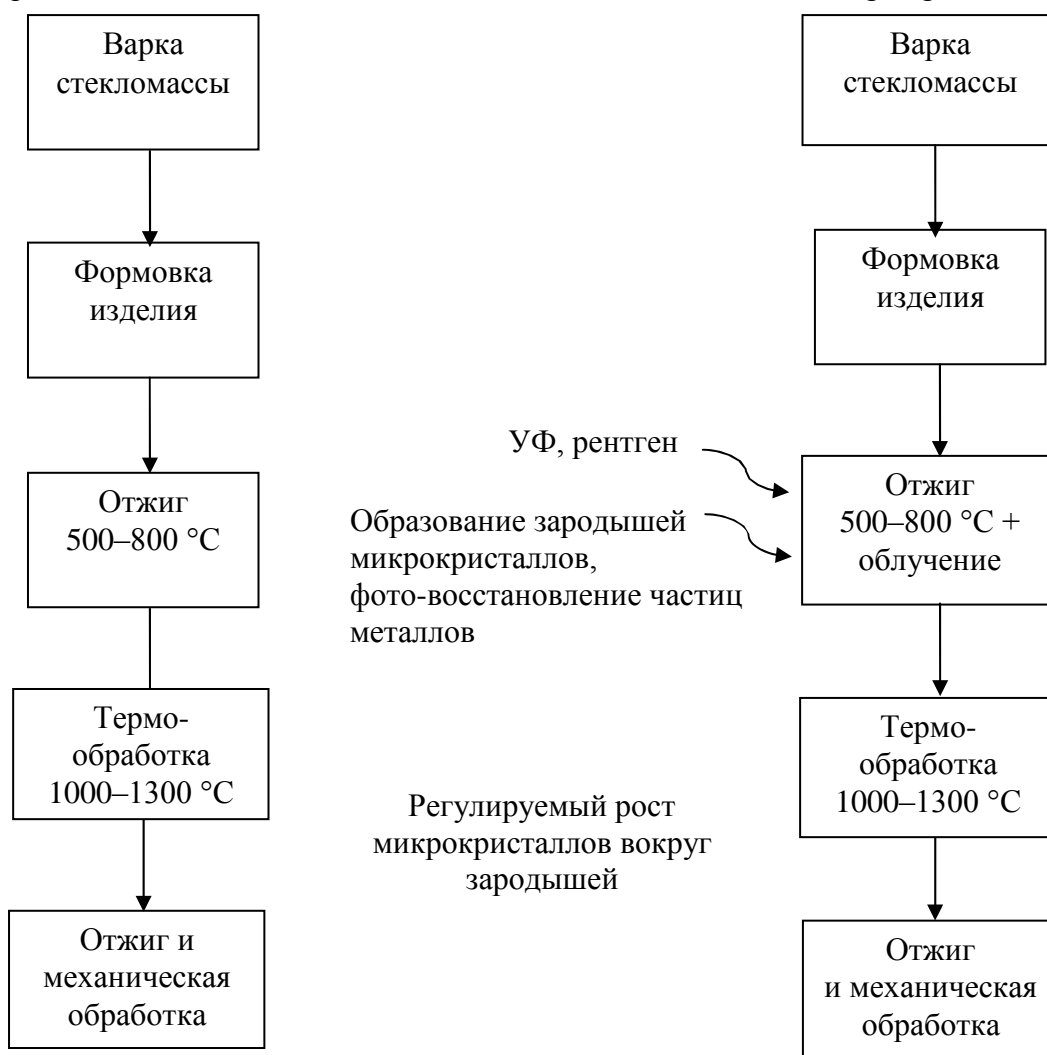 Варка
стекломассы
Формовка
изделия
Отжиг
500–800 °С
Термо-
обработка
1000–1300 °С
Отжиг и
механическая
обработка
УФ, рентген
Образование зародышей
микрокристаллов,
фото-восстановление частиц
металлов
Регулируемый рост
микрокристаллов вокруг
зародышей
Варка
стекломассы
Формовка
изделия
Отжиг
500–800 °С +
облучение
Термо-
обработка
1000–1300 °С
Отжиг
и механическая
обработка